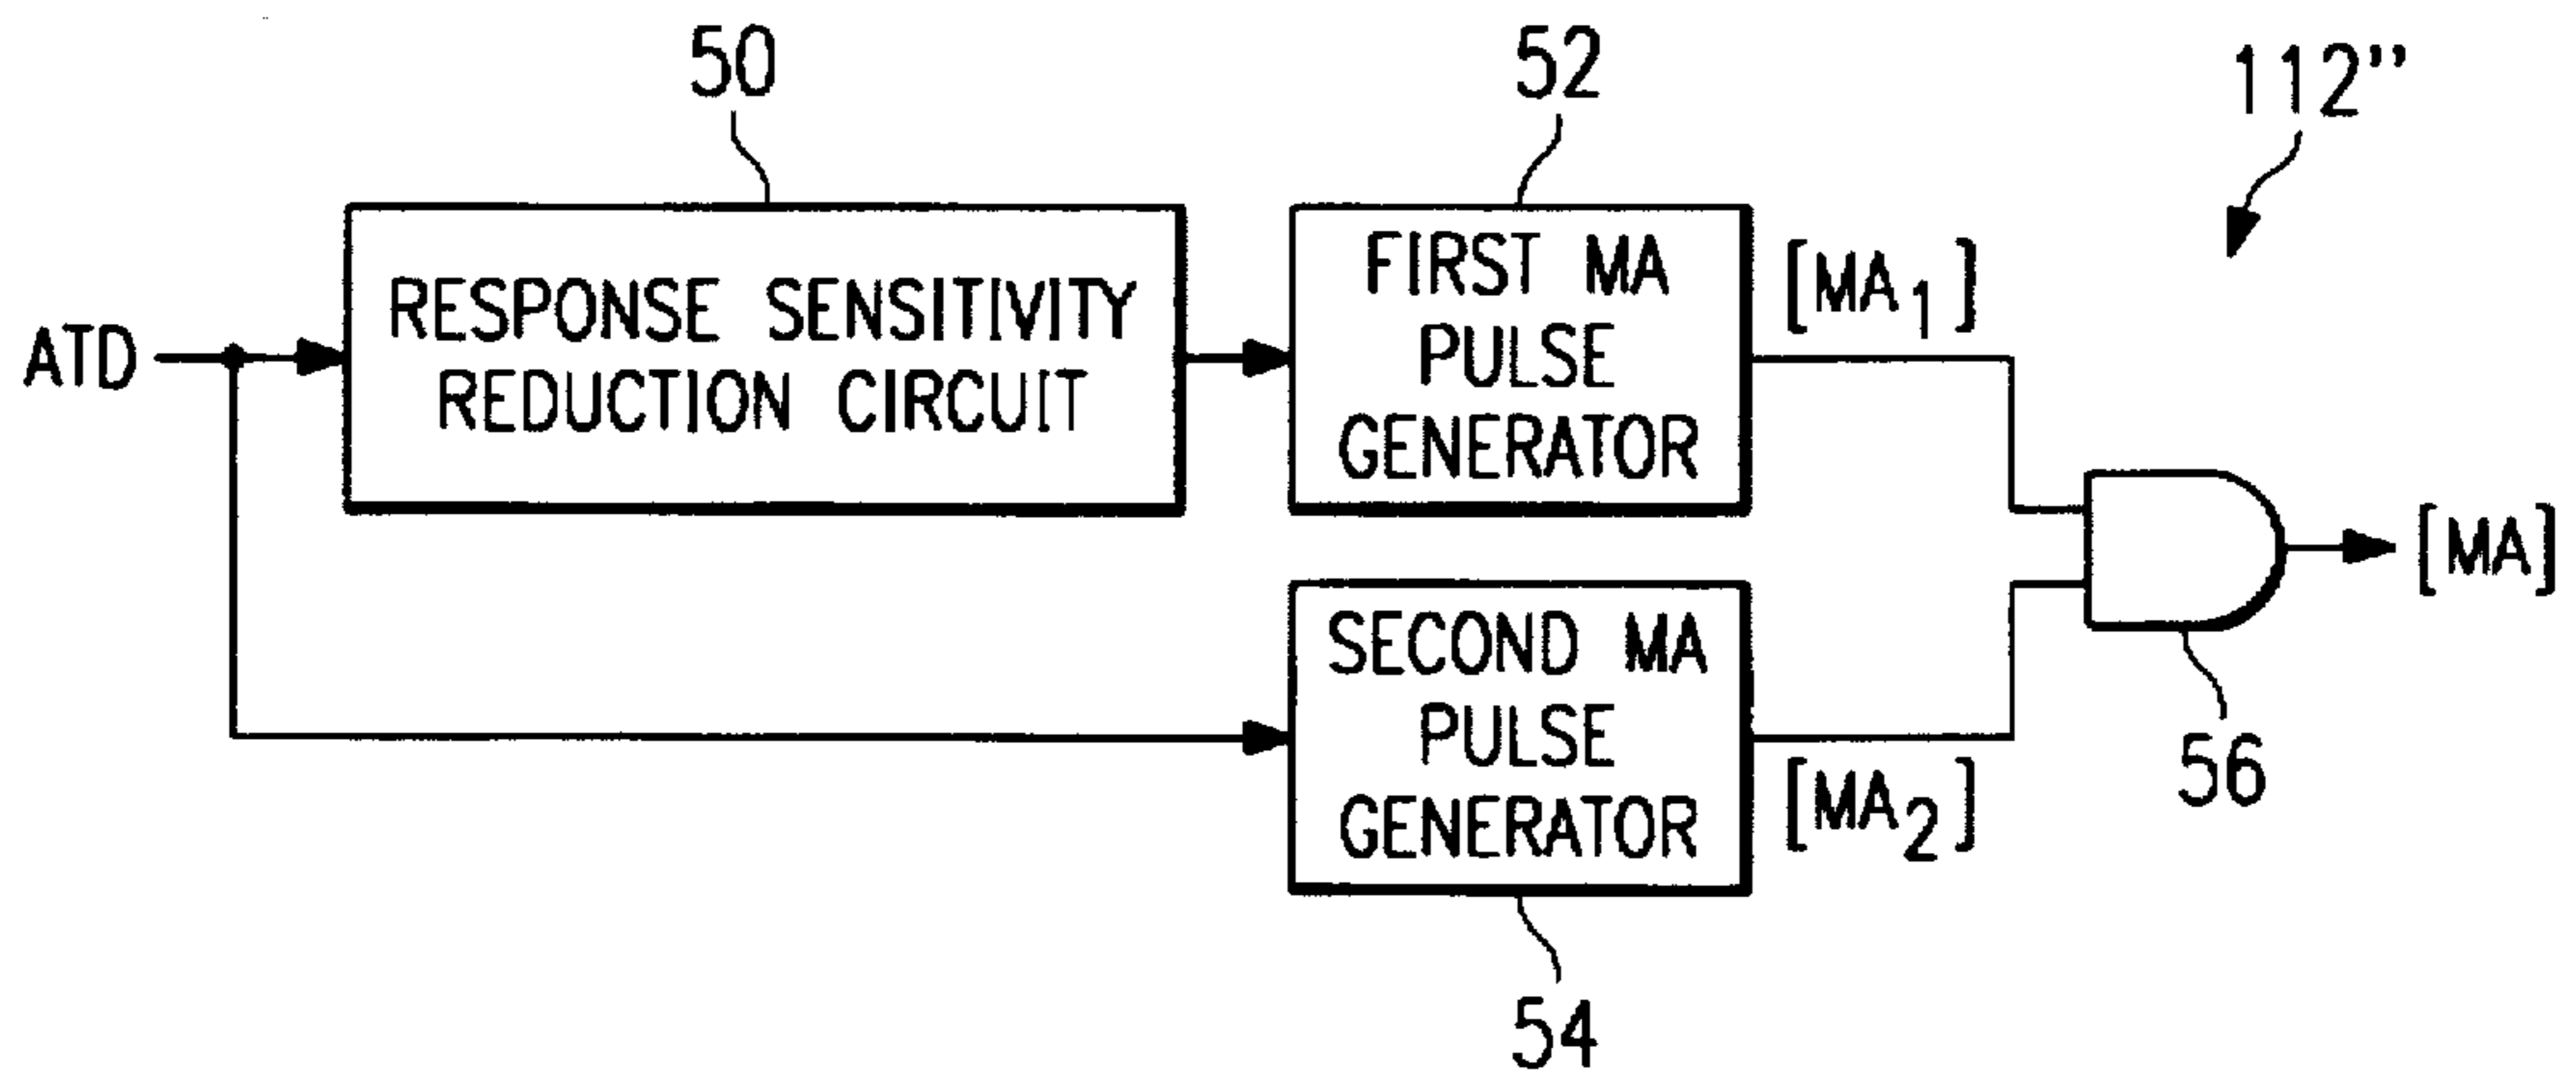 50
52
112”
ATD
RESPONSE SENSITIVITY
REDUCTION CIRCUIT
FIRST MA
PULSE
GENERATOR
[MA1]
SECOND MA
PULSE
GENERATOR
[MA2]
[MA]
56
54